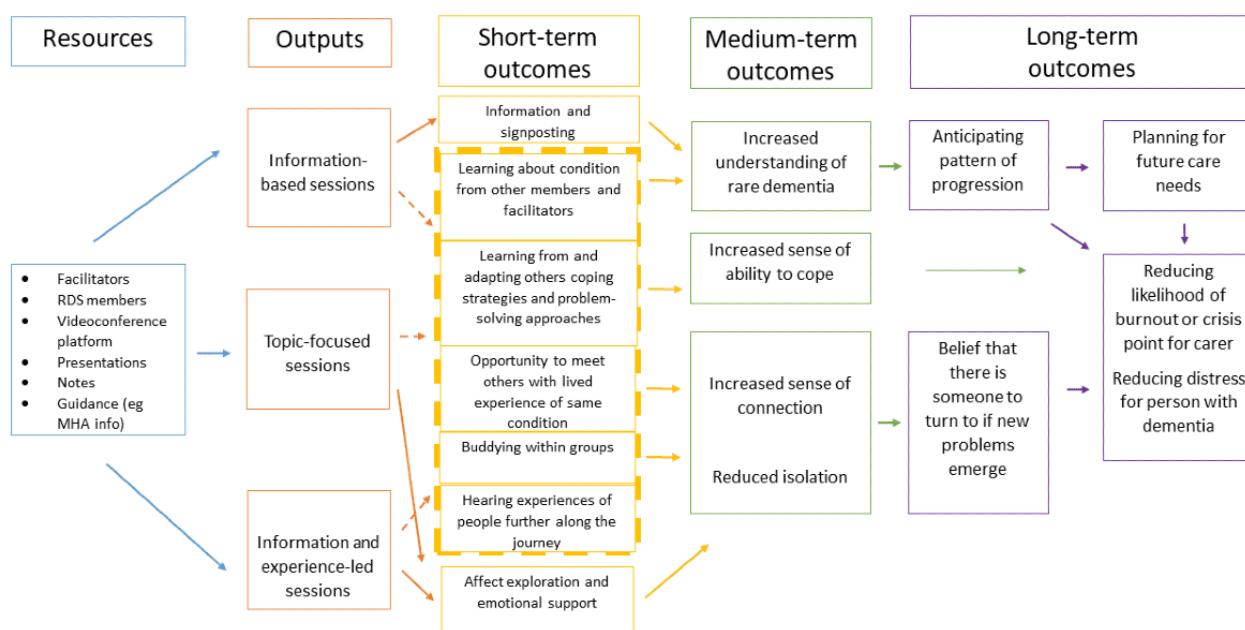 Resources
Outputs
Short-term
outcomes
Medium-term
outcomes
Long-term
outcomes
• Facilitators
• RDS members
• Videoconference
platform
• Presentations
• Notes
• Guidance (eg
MHA info)
Information-
based sessions
Topic-focused
sessions
Information and
experience-led
sessions
Information and
signposting
Learning about condition
from other members and
facilitators
Learning from and
adapting others coping
strategies and problem-
solving approaches
Opportunity to meet
others with lived
experience of same
condition
Buddying within groups
Hearing experiences of
people further along the
journey
Affect exploration and
emotional support
Increased
understanding of
rare dementia
Increased sense of
ability to cope
Increased sense of
connection
Reduced isolation
Anticipating
pattern of
progression
Belief that
there is
someone to
turn to if new
problems
emerge
Planning for
future care
needs
Reducing
likelihood of
burnout or crisis
point for carer
Reducing distress
for person with
dementia